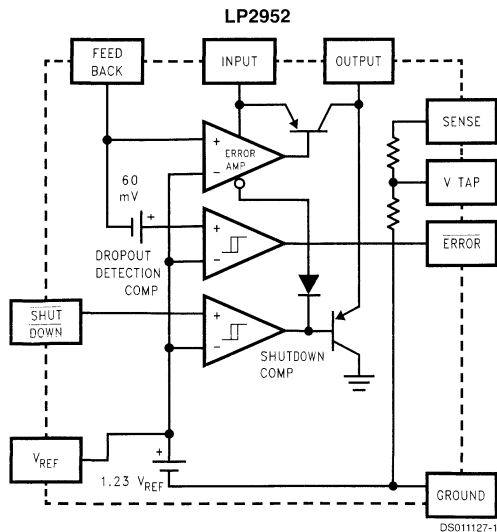 LP2952
FEED
BACK
INPUT
OUTPUT
SENSE
+
ERROR
AMP
−
V TAP
60
mV
+
+
−
ERROR
DROPOUT
DETECTION
COMP
SHUT
DOWN
+
−
SHUTDOWN
COMP
VREF
+
1.23 VREF
GROUND
DS011127-1